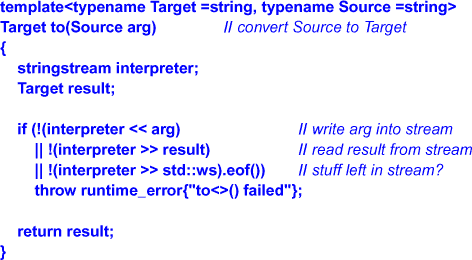 template<typename Target =string, typename Source =string>
Target to(Source arg) // convert Source to Target
{
stringstream interpreter;
Target result;
if (!(interpreter << arg) // write arg into stream
|| !(interpreter >> result) // read result from stream
|| !(interpreter >> std::ws).eof()) // stuff left in stream?
throw runtime_error{"to<>() failed"};
return result;
}